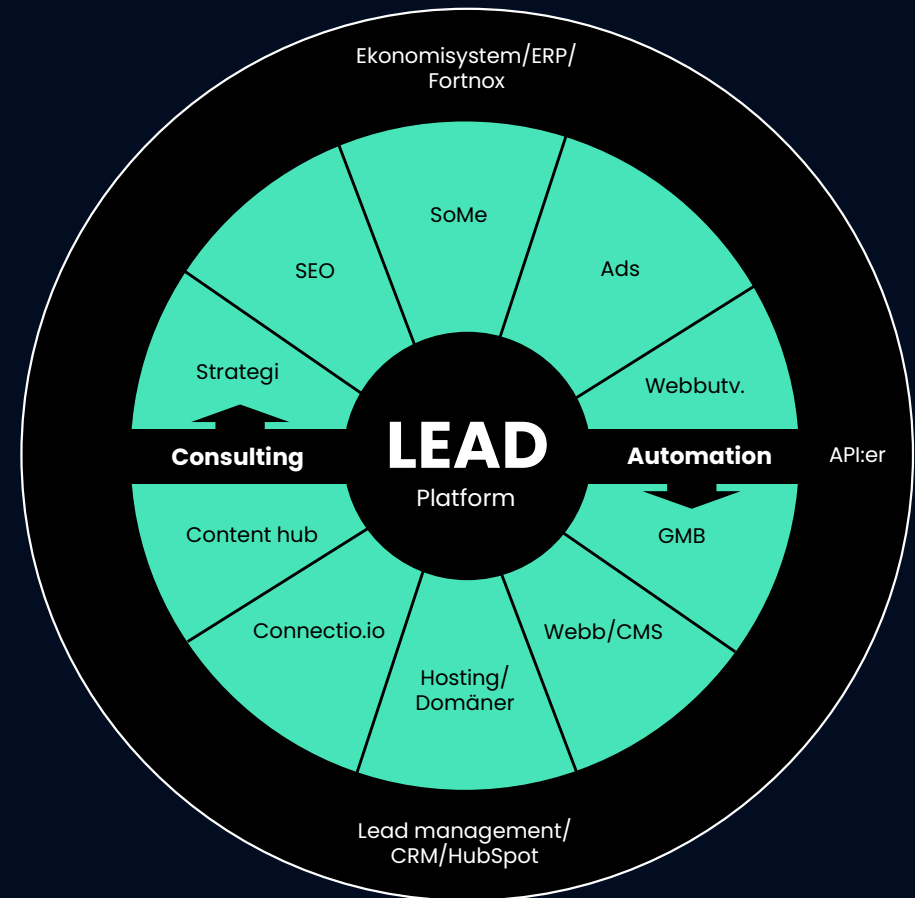 Ekonomisystem/ERP/
Fortnox
SoMe
SEO
Ads
Strategi
Webbutv.
Consulting
LEAD
Platform
Automation
API:er
Content hub
GMB
Connectio.io
Webb/CMS
Hosting/
Domäner
Lead management/
CRM/HubSpot